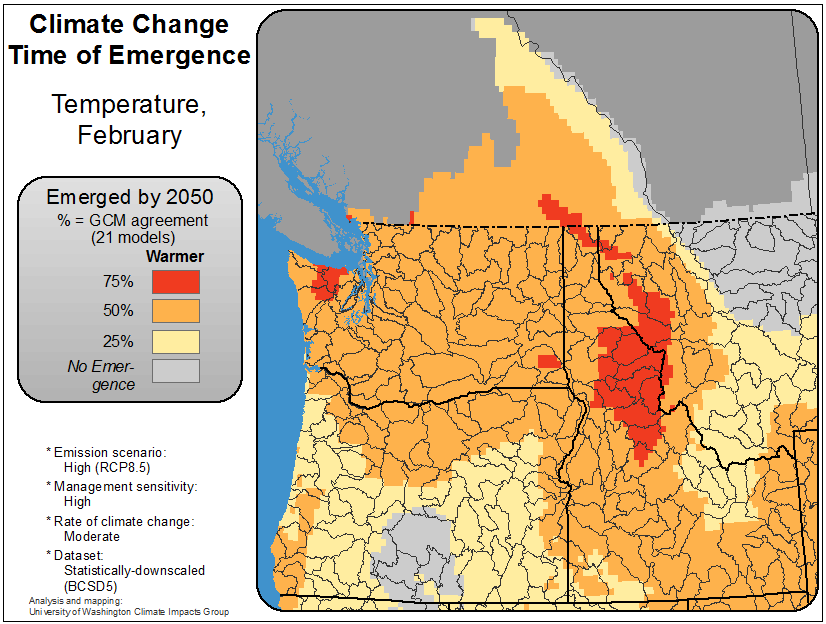 Climate Change
Time of Emergence
Temperature,
February
Emerged by 2050
% = GCM agreement
(21 models)
Warmer
75%
50%
25%
No Emer-
gence
* Emission scenario:
High (RCP8.5)
* Management sensitivity:
High
* Rate of climate change:
Moderate
* Dataset:
Statistically-downscaled
(BCSD5)
Analysis and mapping:
University of Washington Climate Impacts Group